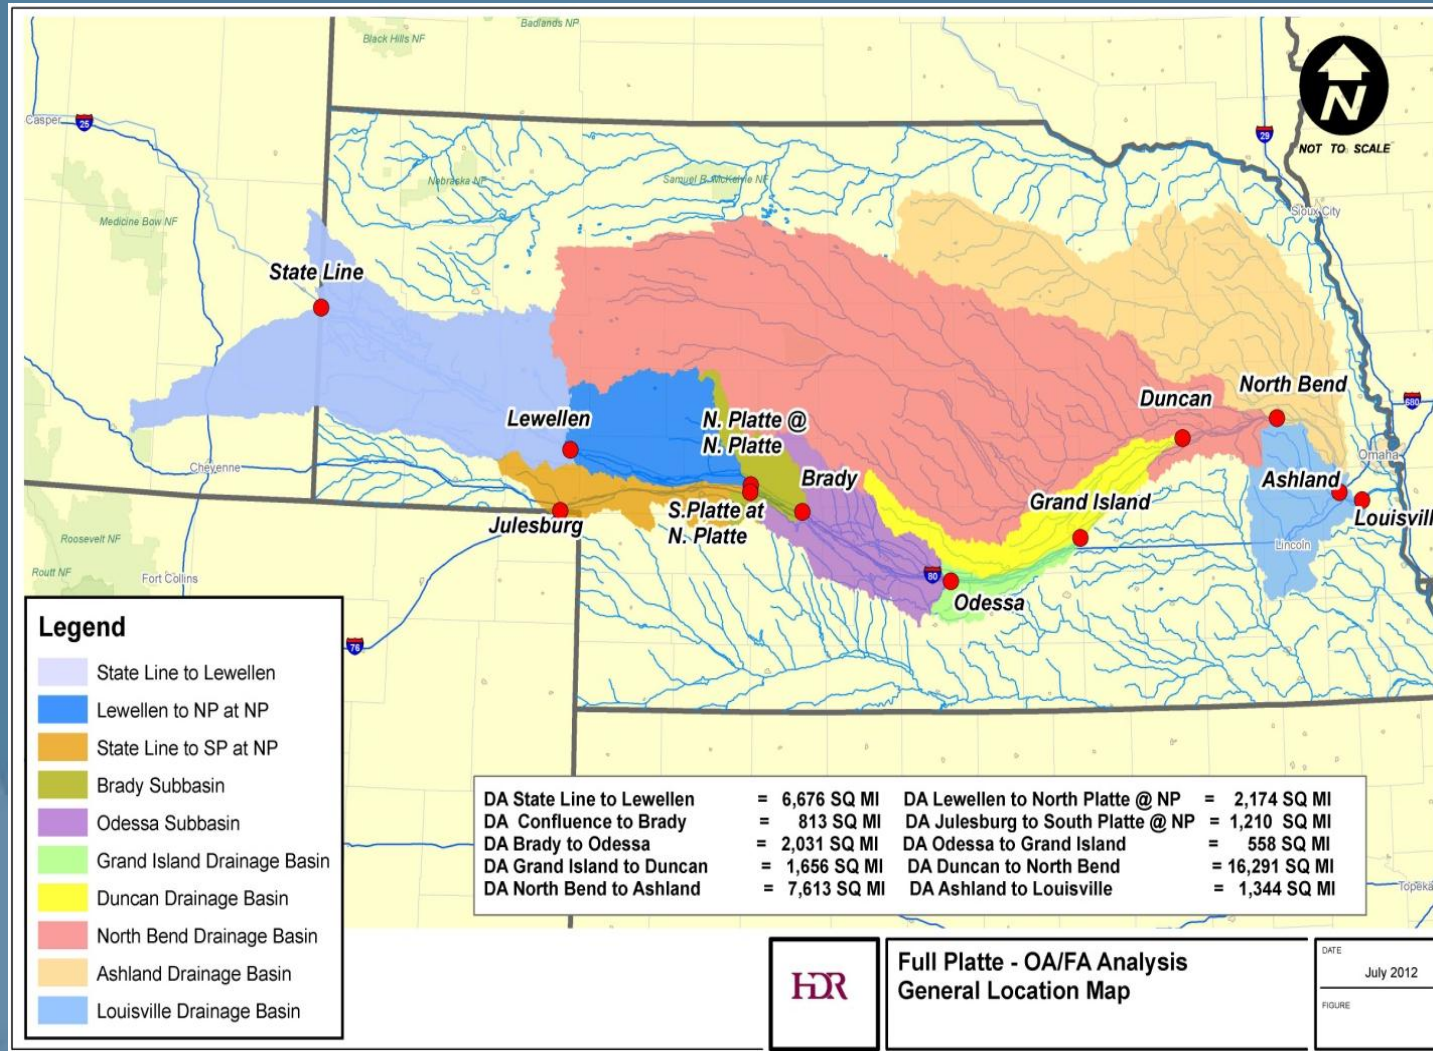 Badlands NP
Black Hills NF
N
NOT TO SCALE
Casper
25
29
Nebraska NF
Samuel R. McKelvie NF
Medicine Bow NF
Sioux City
State Line
North Bend
Duncan
680
Lewellen
N. Platte @
N. Platte
Omaha
Brady
Ashland
Cheyenne
Grand Island
Louisvill
Julesburg
S.Platte at
N. Platte
Roosevelt NF
Lincoln
Routt NF
Fort Collins
80
Odessa
76
Legend
State Line to Lewellen
Lewellen to NP at NP
State Line to SP at NP
Brady Subbasin
Odessa Subbasin
Grand Island Drainage Basin
Duncan Drainage Basin
North Bend Drainage Basin
Ashland Drainage Basin
Louisville Drainage Basin
DA State Line to Lewellen = 6,676 SQ MI DA Lewellen to North Platte @ NP = 2,174 SQ MI
DA Confluence to Brady = 813 SQ MI DA Julesburg to South Platte @ NP = 1,210 SQ MI
DA Brady to Odessa = 2,031 SQ MI DA Odessa to Grand Island = 558 SQ MI
DA Grand Island to Duncan = 1,656 SQ MI DA Duncan to North Bend = 16,291 SQ MI
DA North Bend to Ashland = 7,613 SQ MI DA Ashland to Louisville = 1,344 SQ MI
Topeka
HDR
Full Platte - OA/FA Analysis
General Location Map
DATE
July 2012
FIGURE